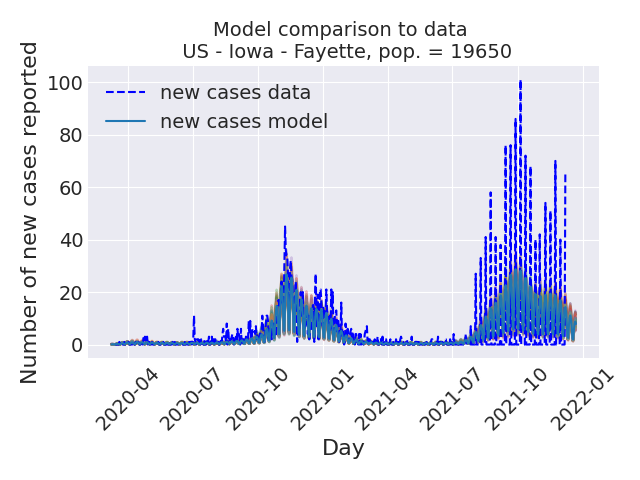 Model comparison to data
US - Iowa - Fayette, pop. = 19650
Number of new cases reported
100
80
60
40
20
0
new cases data
new cases model
2020-04
2020-07
2020-10
2021-01
2021-04
2021-07
2021-10
2022-01
Day